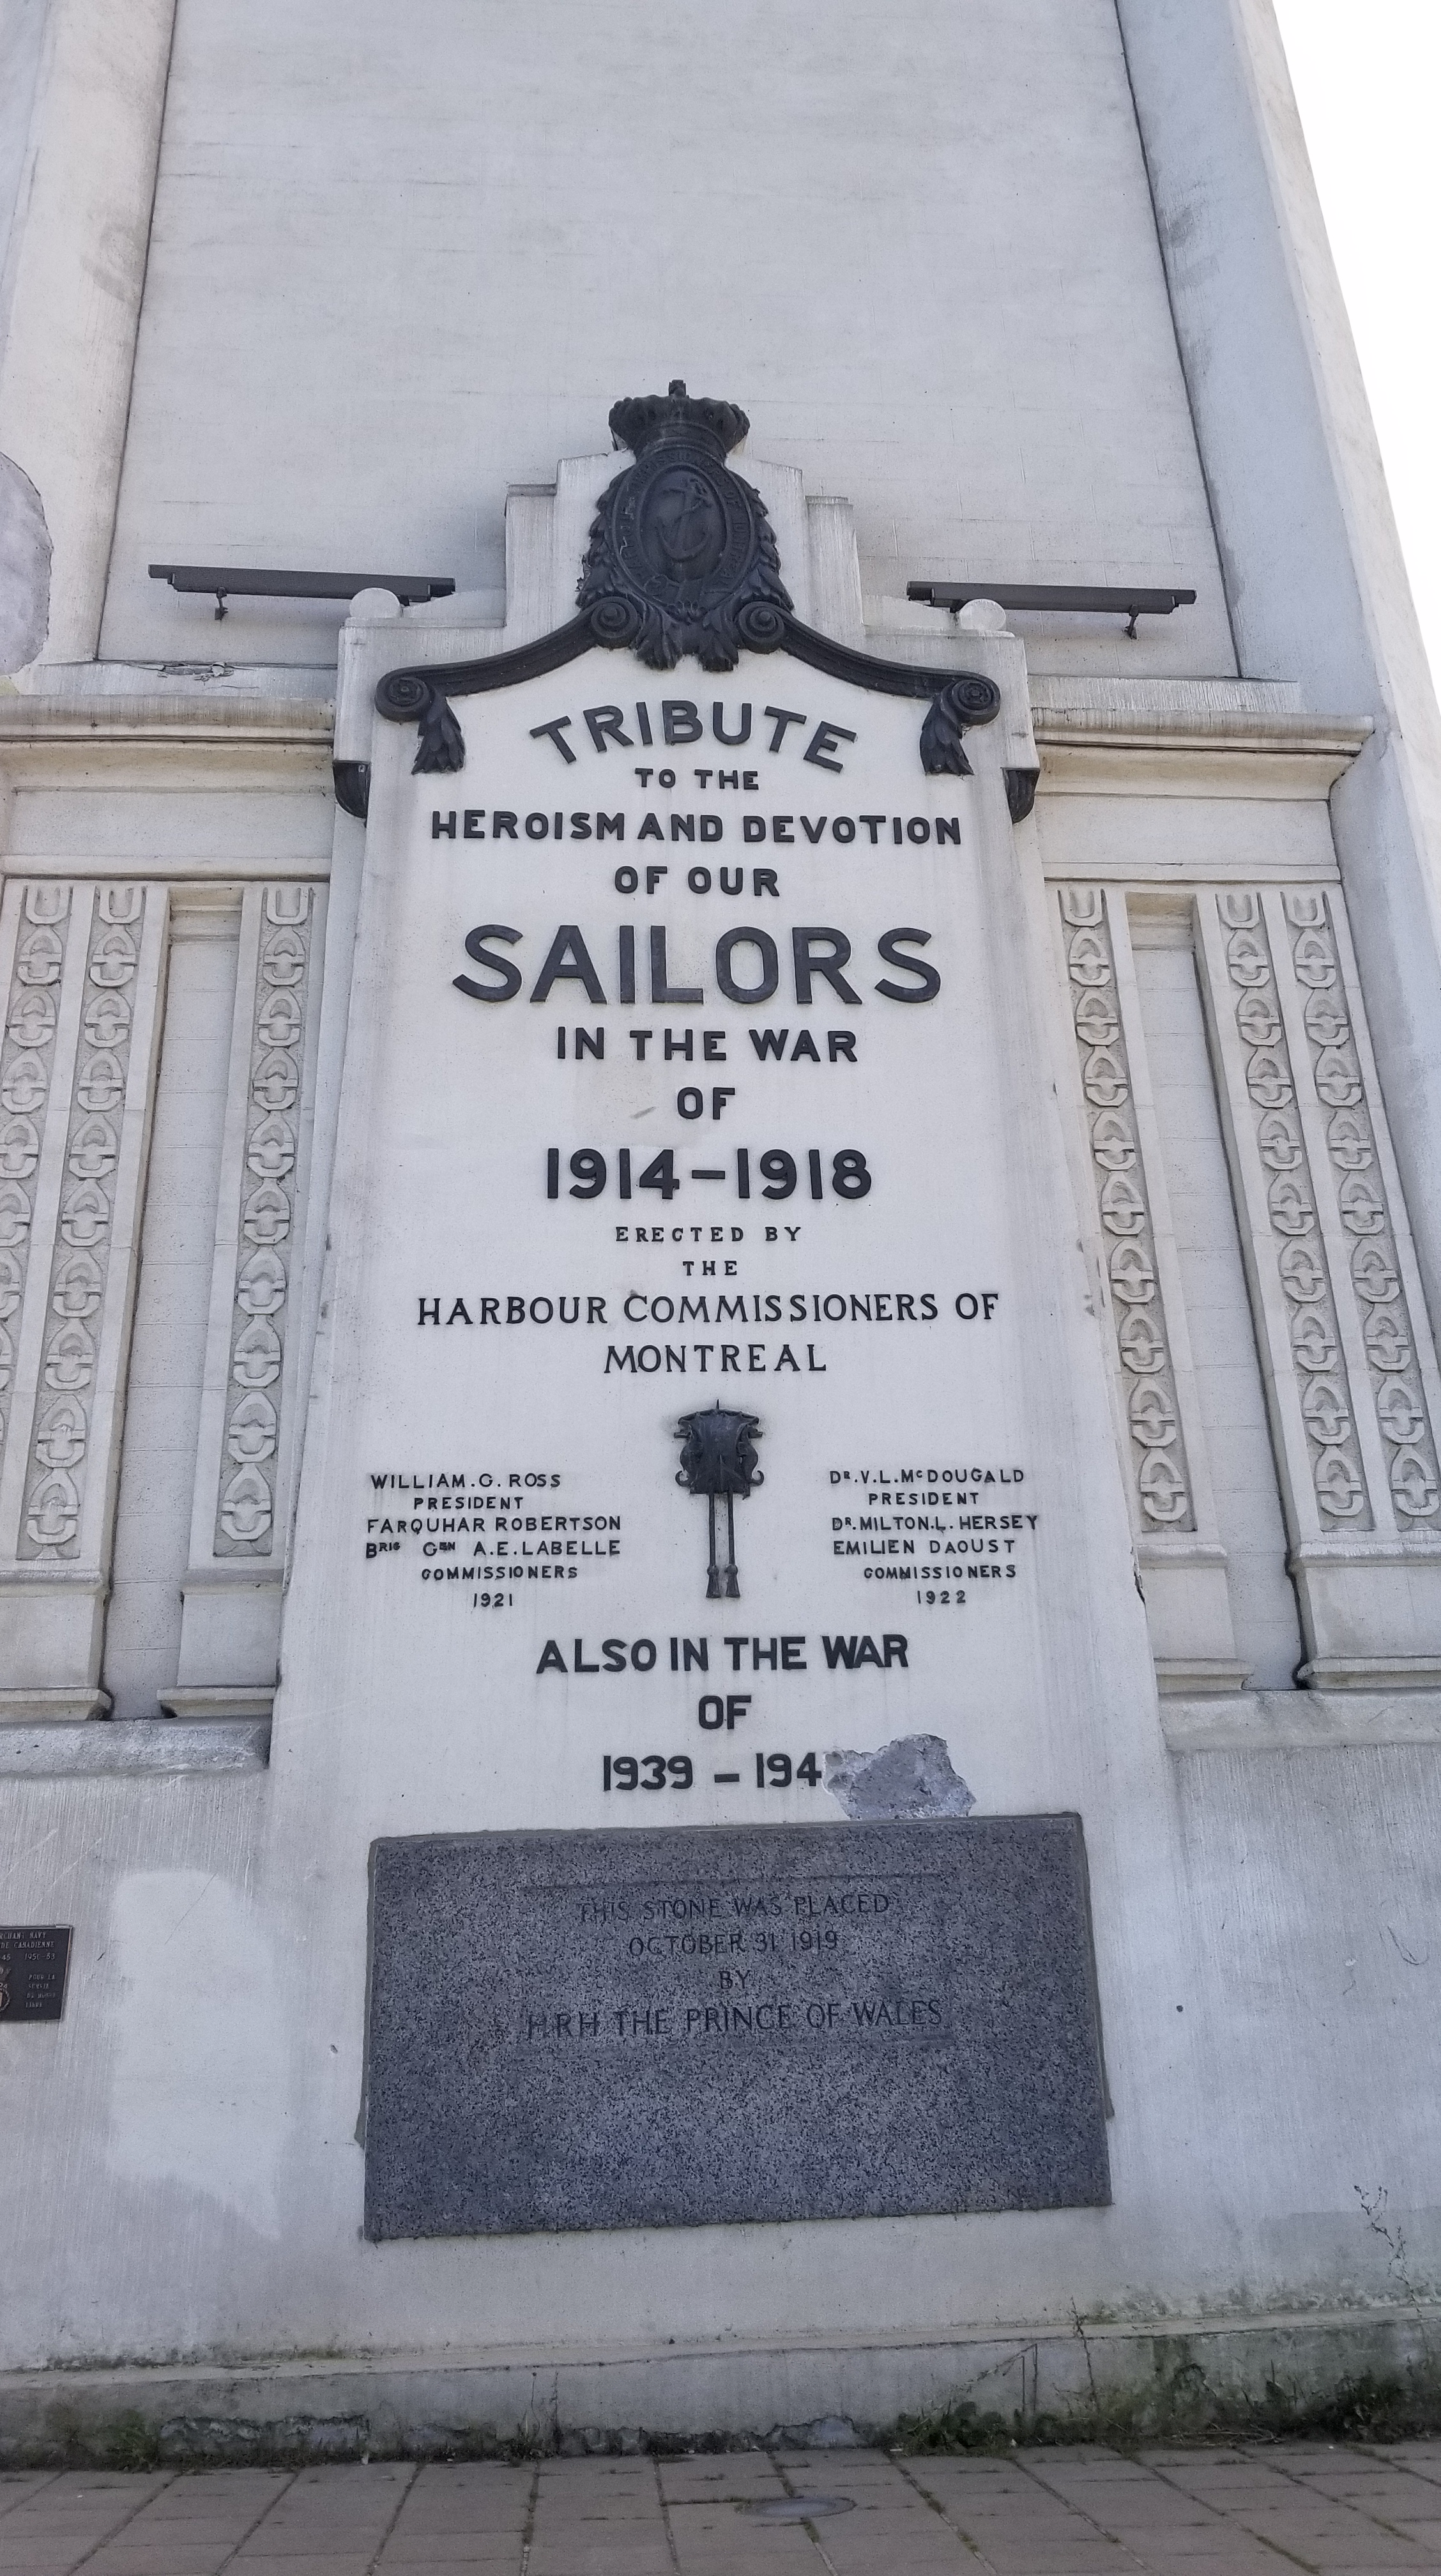 TRIBUTE
TO THE
HEROISM AND DEVOTION
OF OUR
SAILORS
IN THE WAR
OF
1914-1918
ERECTED BY
THE
HARBOUR COMMISSIONERS OF
MONTREAL
WILLIAM.G. ROSS
PRESIDENT
FARQUHAR ROBERTSON
BRIG GEN A.E.LABELLE
COMMISSIONERS
1921
DR.V.L.McDOUGALD
PRESIDENT
DR.MILTON.L.HERSEY
EMILIEN DAOUST
COMMISSIONERS
1922
ALSO IN THE WAR
OF
1939 - 194
THIS STONE WAS PLACED
OCTOBER 31 1919
BY
H.R.H THE PRINCE OF WALES
NAVY
CANADIENNE